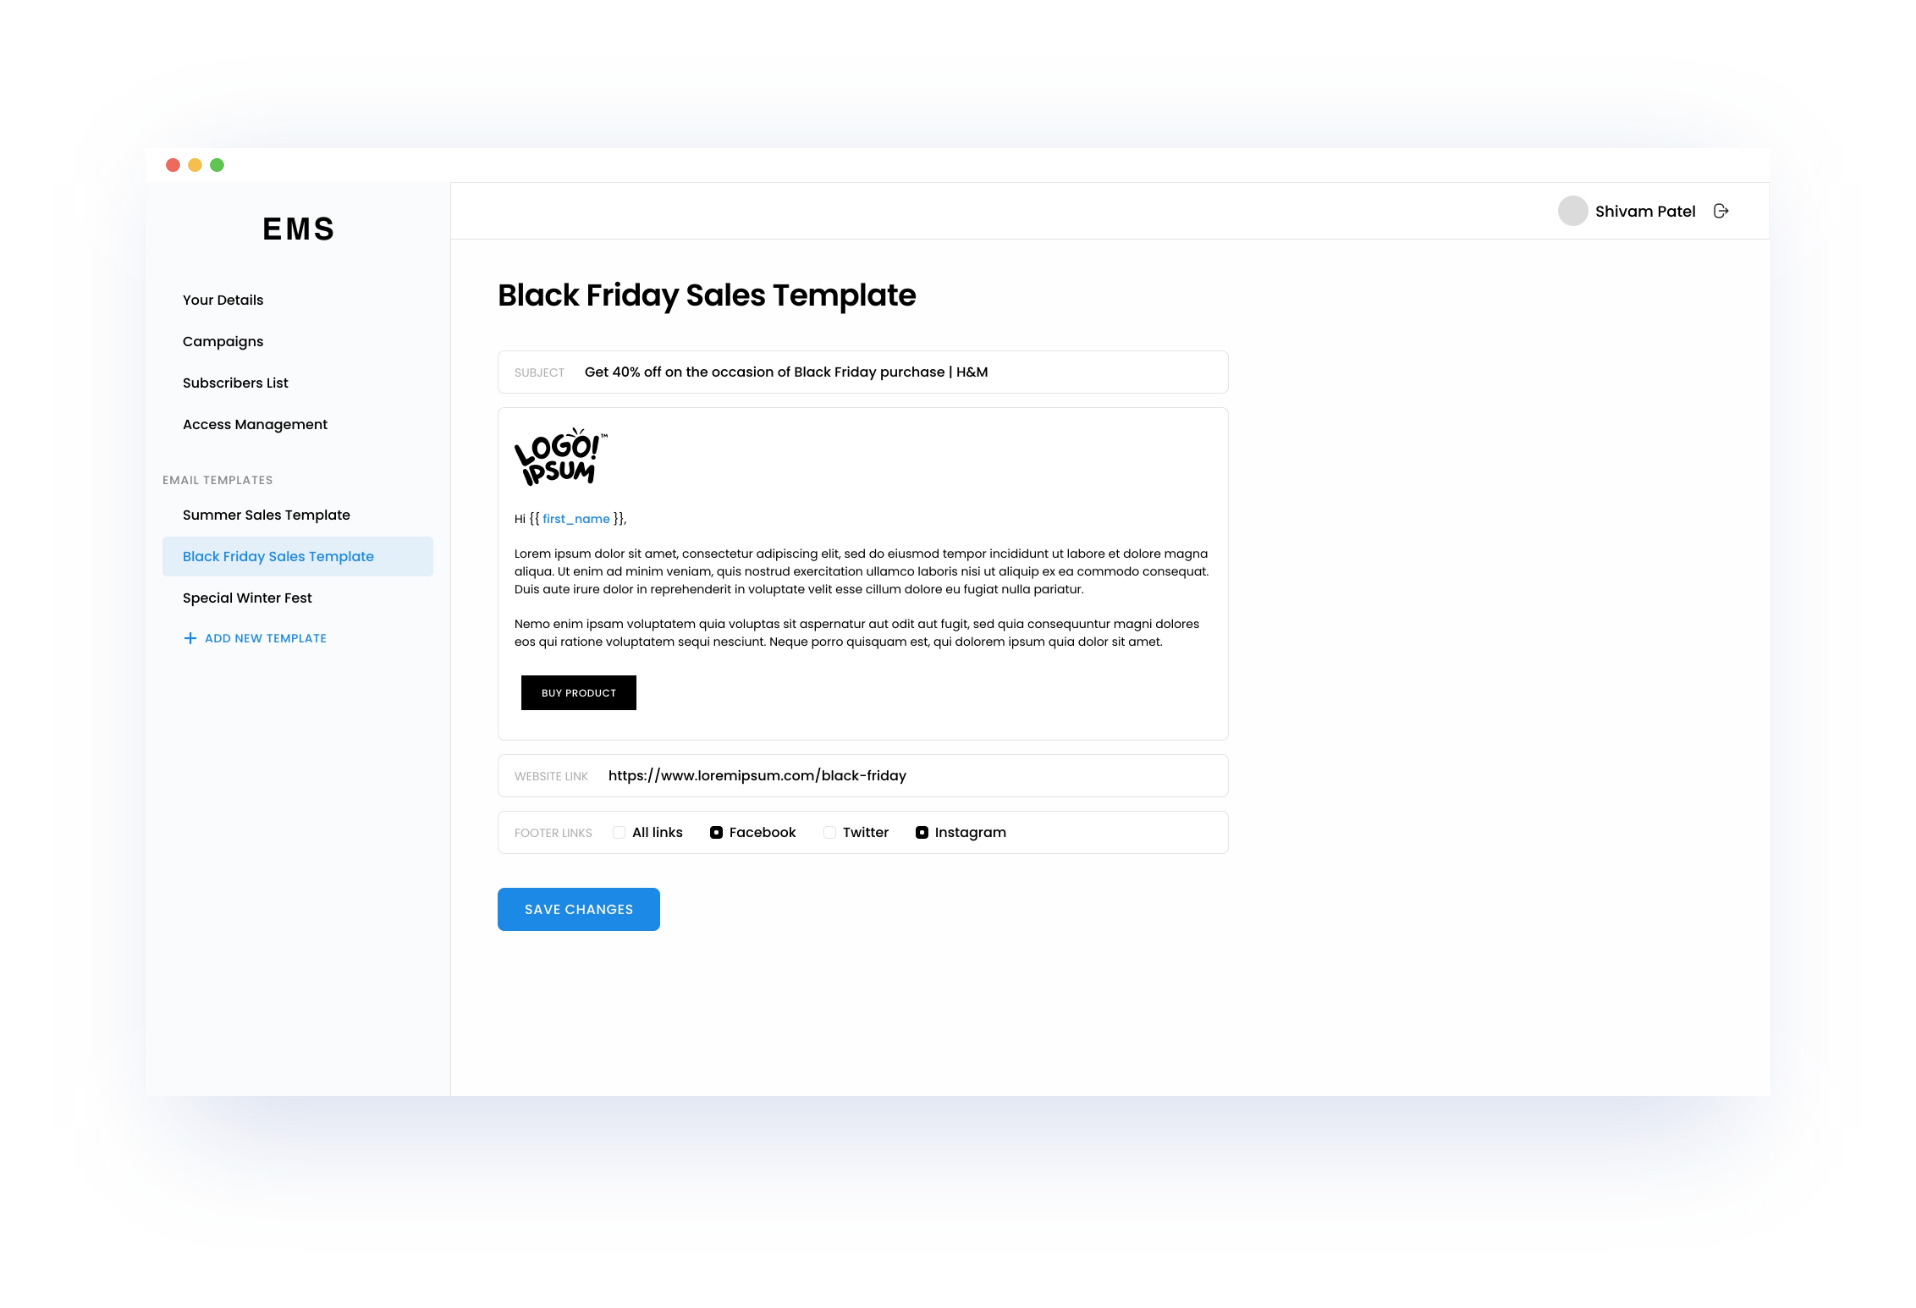 EMS
Shivam Patel
Your Details
Campaigns
Subscribers List
Access Management
EMAIL TEMPLATES
Summer Sales Template
Black Friday Sales Template
Special Winter Fest
ADD NEW TEMPLATE
Black Friday Sales Template
SUBJECT Get 40% off on the occasion of Black Friday purchase | H&M
LOGO!™
IPSUM
Hi {{ first_name }},
Lorem ipsum dolor sit amet, consectetur adipiscing elit, sed do eiusmod tempor incididunt ut labore et dolore magna
aliqua. Ut enim ad minim veniam, quis nostrud exercitation ullamco laboris nisi ut aliquip ex ea commodo consequat.
Duis aute irure dolor in reprehenderit in voluptate velit esse cillum dolore eu fugiat nulla pariatur.
Nemo enim ipsam voluptatem quia voluptas sit aspernatur aut odit aut fugit, sed quia consequuntur magni dolores
eos qui ratione voluptatem sequi nesciunt. Neque porro quisquam est, qui dolorem ipsum quia dolor sit amet.
BUY PRODUCT
WEBSITE LINK https://www.loremipsum.com/black-friday
FOOTER LINKS All links Facebook Twitter Instagram
SAVE CHANGES